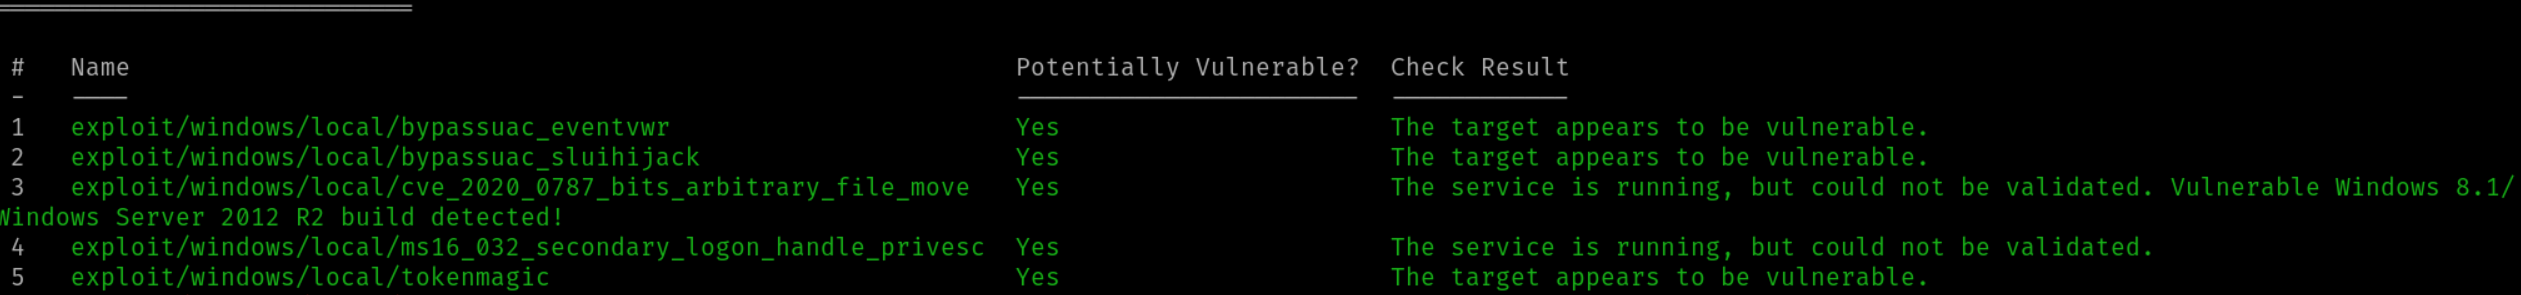 # Name Potentially Vulnerable? Check Result
- ---- ----------------------- ------------
1 exploit/windows/local/bypassuac_eventvwr Yes The target appears to be vulnerable.
2 exploit/windows/local/bypassuac_sluihijack Yes The target appears to be vulnerable.
3 exploit/windows/local/cve_2020_0787_bits_arbitrary_file_move Yes The service is running, but could not be validated. Vulnerable Windows 8.1/
Windows Server 2012 R2 build detected!
4 exploit/windows/local/ms16_032_secondary_logon_handle_privesc Yes The service is running, but could not be validated.
5 exploit/windows/local/tokenmagic Yes The target appears to be vulnerable.